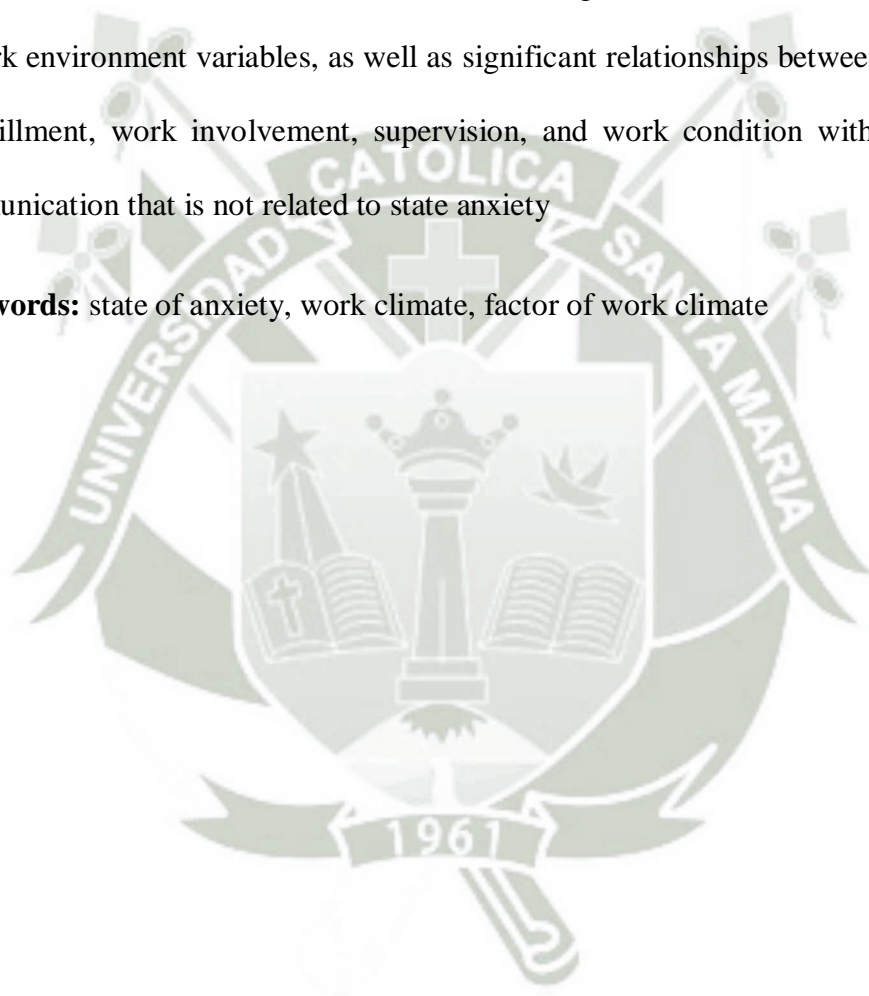 rk environment variables, as well as significant relationships betwee
illment, work involvement, supervision, and work condition with
unication that is not related to state anxiety
words: state of anxiety, work climate, factor of work climate
UNIVERSIDAD CATOLICA SANTA MARIA
1961